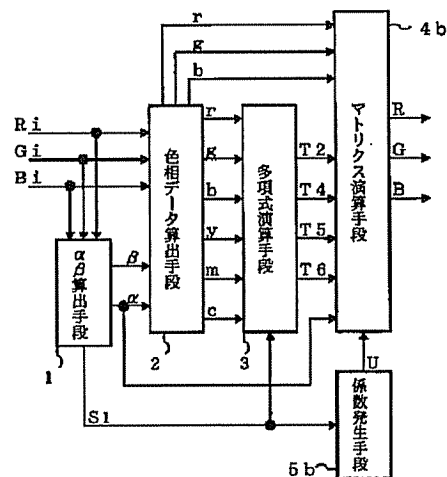 r
g
b
4b
Ri
Gi
Bi
αβ算出手段
1
β
α
S1
色相データ算出手段
2
r
g
b
y
m
c
多項式演算手段
3
T2
T4
T5
T6
マトリクス演算手段
R
G
B
U
係数発生手段
5b